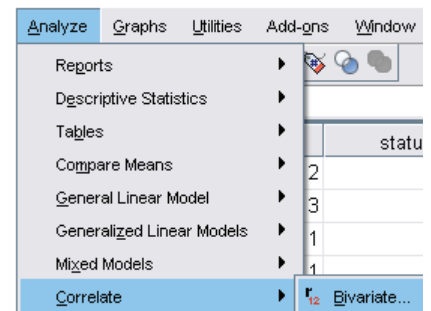 Analyze Graphs Utilities Add-ons Window
Reports
Descriptive Statistics
Tables
statu
Compare Means
2
General Linear Model
3
Generalized Linear Models
1
Mixed Models
1
Correlate
r12 Bivariate...